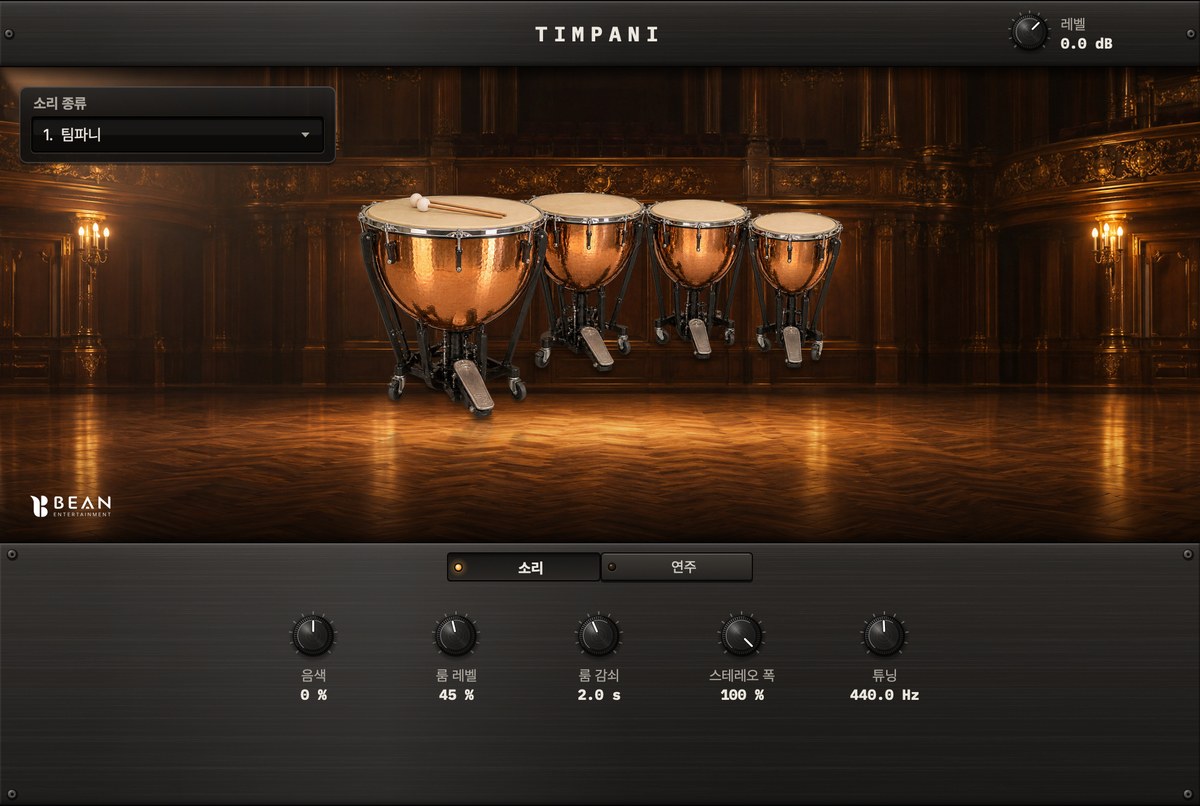 TIMPANI
레벨
0.0 dB
소리 종류
1. 팀파니
BEAN
ENTERTAINMENT
소리
연주
음색
0 %
룸 레벨
45 %
룸 감쇠
2.0 s
스테레오 폭
100 %
튜닝
440.0 Hz